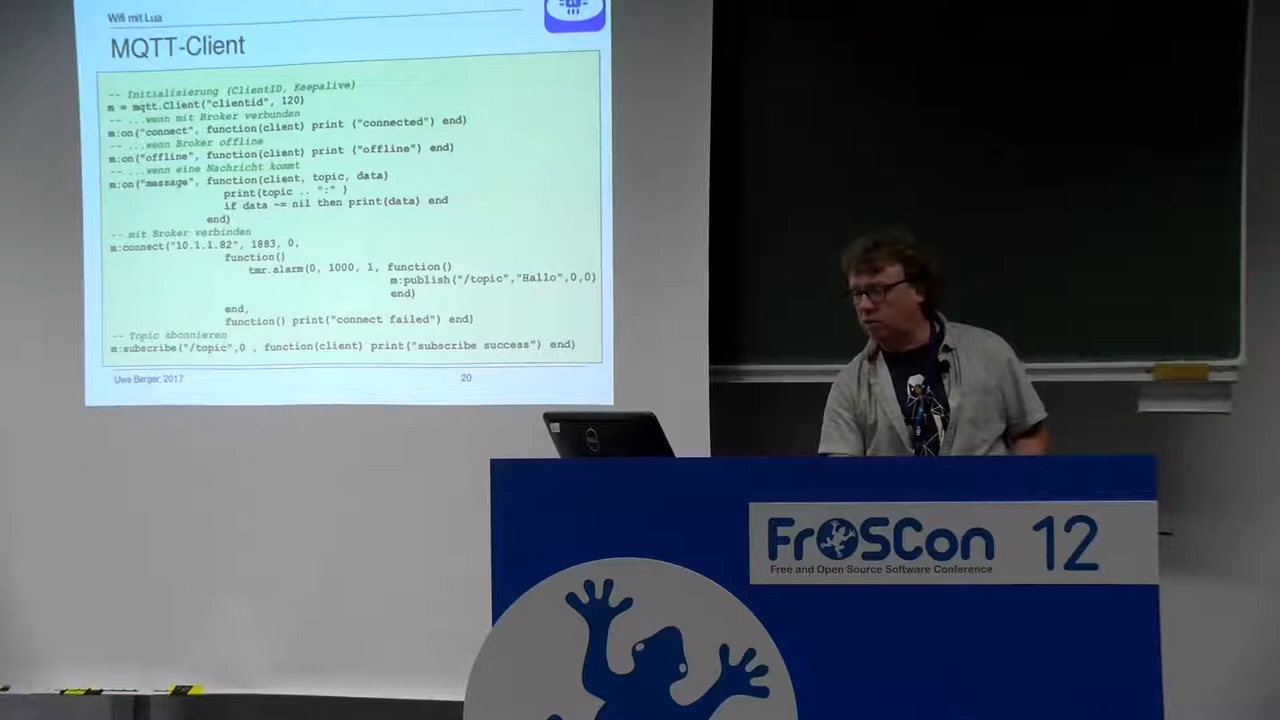 Wifi mit Lua
MQTT-Client
-- Initialisierung (ClientID, Keepalive)
m = mqtt.Client("clientid", 120)
-- ...wenn mit Broker verbunden
m:on("connect", function(client) print ("connected") end)
-- ...wenn Broker offline
m:on("offline", function(client) print ("offline") end)
-- ...wenn eine Nachricht kommt
m:on("message", function(client, topic, data)
print(topic .. ":" )
if data ~= nil then print(data) end
end)
-- mit Broker verbinden
m:connect("10.1.1.82", 1883, 0,
function()
tmr.alarm(0, 1000, 1, function()
m:publish("/topic","Hallo",0,0)
end)
end,
function() print("connect failed") end)
-- Topic abonnieren
m:subscribe("/topic",0 , function(client) print("subscribe success") end)
Uwe Berger; 2017
20
DELL
FrOSCon 12
Free and Open Source Software Conference